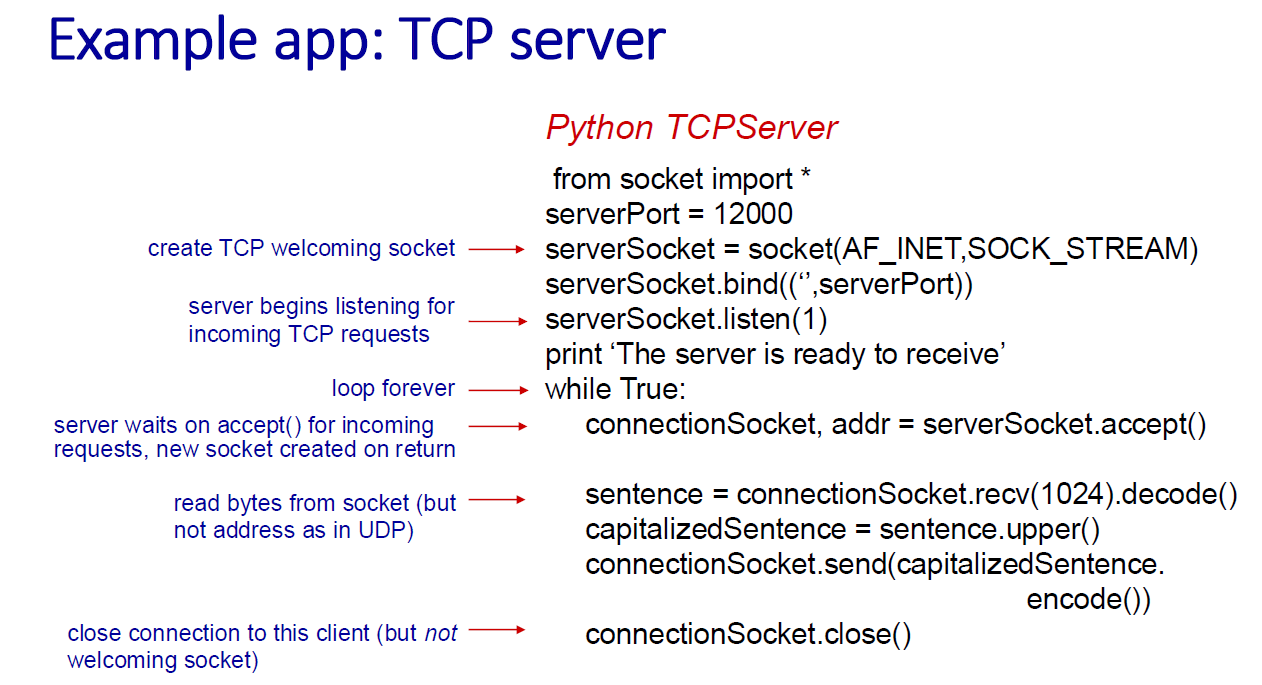 Example app: TCP server
Python TCPServer
from socket import *
serverPort = 12000
create TCP welcoming socket
serverSocket = socket(AF_INET,SOCK_STREAM)
serverSocket.bind((‘’,serverPort))
server begins listening for
incoming TCP requests
serverSocket.listen(1)
print ‘The server is ready to receive’
loop forever
while True:
server waits on accept() for incoming
requests, new socket created on return
connectionSocket, addr = serverSocket.accept()
read bytes from socket (but
not address as in UDP)
sentence = connectionSocket.recv(1024).decode()
capitalizedSentence = sentence.upper()
connectionSocket.send(capitalizedSentence.
encode())
close connection to this client (but not
welcoming socket)
connectionSocket.close()